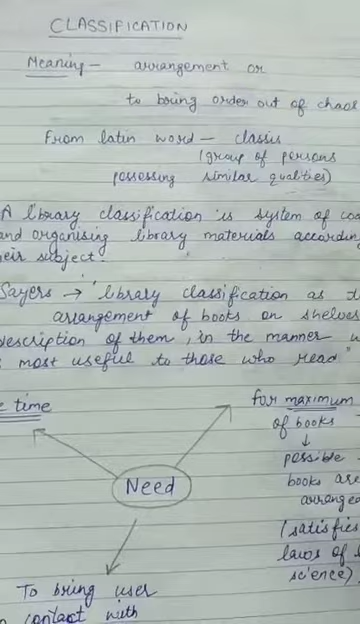 CLASSIFICATION
Meaning - arrangement or
to bring order out of chaos
From latin word - classis
(group of persons
possessing similar qualities)
A library classification is system of
and organising library materials according
their subject.
Sayers → "library classification as
arrangement of books on shelves
description of them, in the manner
most useful to those who read"
time
for maximum
of books
↓
possible
books are
arranged
(satisfies
laws of
science)
Need
To bring user
contact with